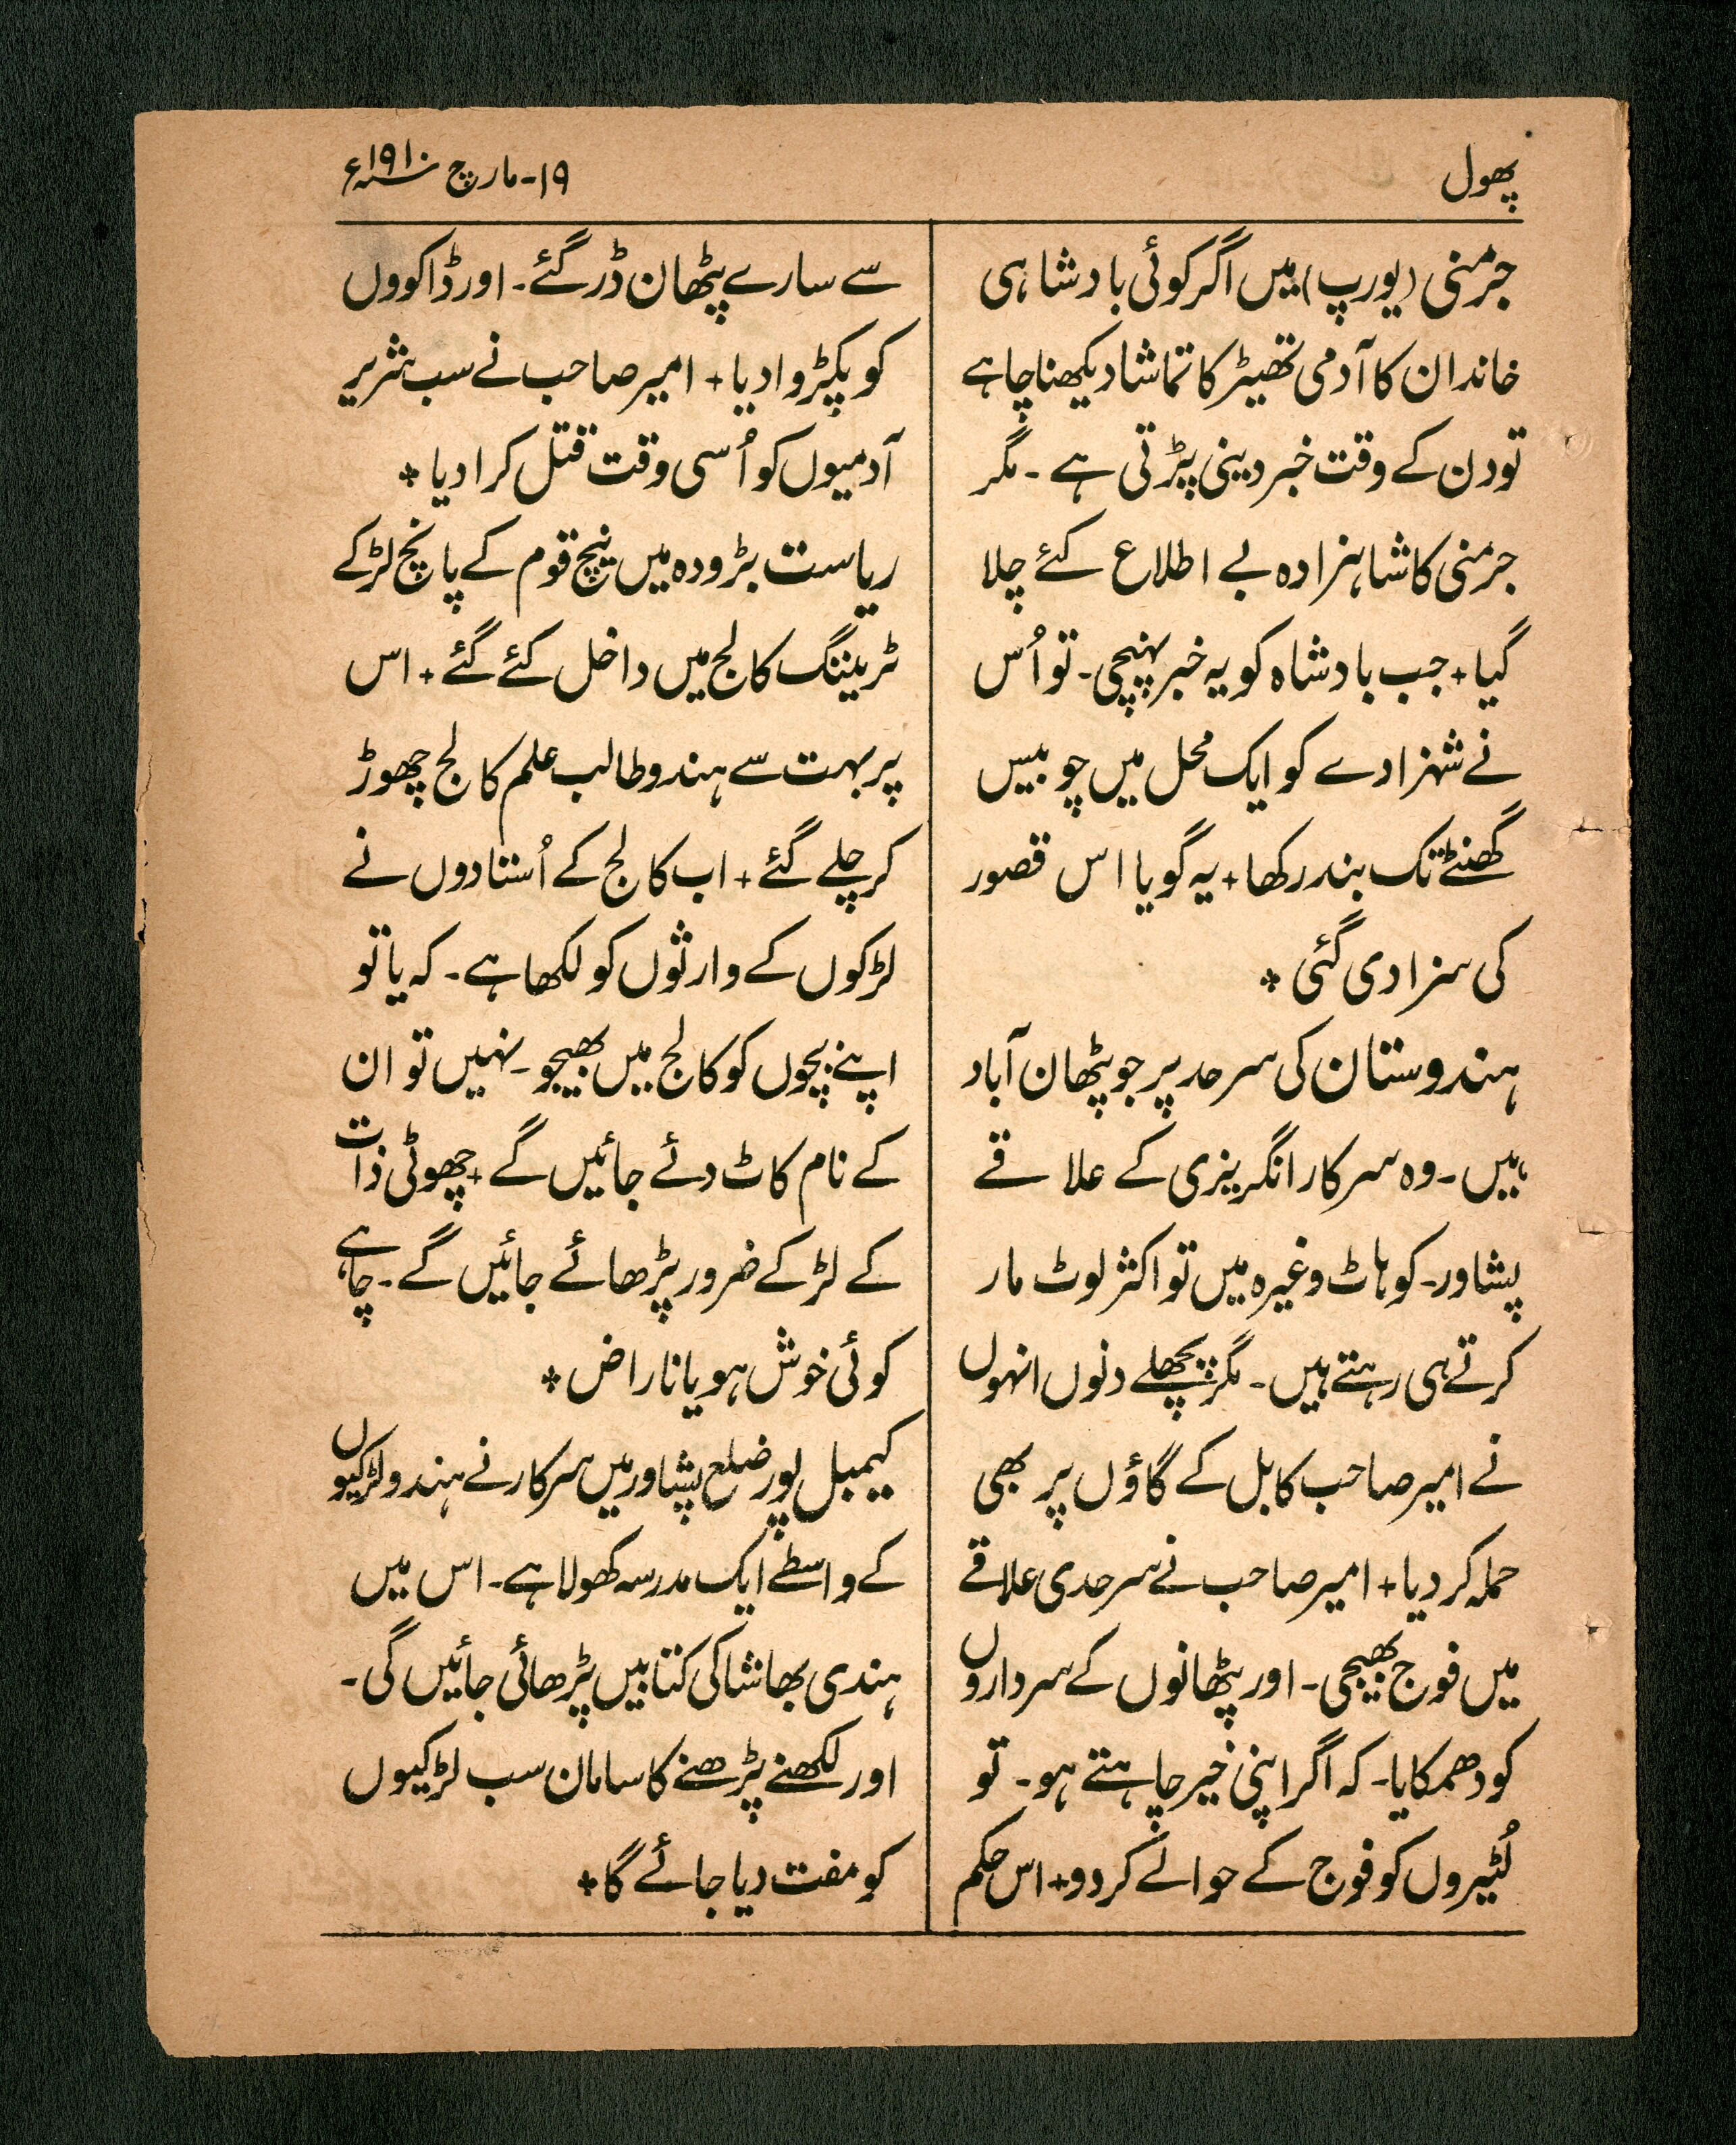 پھول
۱۹-مارچ ۱۹۱۰ء
جرمنی (یورپ) میں اگر کوئی بادشاہی
خاندان کا آدمی تھیٹر کا تماشا دیکھنا چاہے
تو دن کے وقت خبر دینی پڑتی ہے ۔ مگر
جرمنی کا شاہزادہ بے اطلاع کئے چلا
گیا + جب بادشاہ کو یہ خبر پہنچی ۔ تو اُس
نے شہزادے کو ایک محل میں چوبیس
گھنٹے تک بند رکھا + یہ گویا اس قصور
کی سزا دی گئی ٭
ہندوستان کی سرحد پر جو پٹھان آباد
ہیں ۔ وہ سرکار انگریزی کے علاقے
پشاور ۔ کوہاٹ وغیرہ میں تو اکثر لوٹ مار
کرتے ہی رہتے ہیں ۔ مگر پچھلے دنوں انہوں
نے امیر صاحب کابل کے گاؤں پر بھی
حملہ کر دیا + امیر صاحب نے سرحدی علاقے
میں فوج بھیجی ۔ اور پٹھانوں کے سرداروں
کو دھمکایا ۔ کہ اگر اپنی خیر چاہتے ہو ۔ تو
لُٹیروں کو فوج کے حوالے کر دو + اس حکم
سے سارے پٹھان ڈر گئے ۔ اور ڈاکووں
کو پکڑوا دیا + امیر صاحب نے سب شریر
آدمیوں کو اُسی وقت قتل کرا دیا ٭
ریاست بڑودہ میں نیچ قوم کے پانچ لڑکے
ٹریننگ کالج میں داخل کئے گئے + اس
پر بہت سے ہندو طالب علم کالج چھوڑ
کر چلے گئے + اب کالج کے اُستادوں نے
لڑکوں کے وارثوں کو لکھا ہے ۔ کہ یا تو
اپنے بچوں کو کالج میں بھیجو ۔ نہیں تو ان
کے نام کاٹ دئے جائیں گے + چھوٹی ذات
کے لڑکے ضرور پڑھائے جائیں گے ۔ چاہے
کوئی خوش ہو یا ناراض ٭
کیمبل پور ضلع پشاور میں سرکار نے ہندو لڑکیوں
کے واسطے ایک مدرسہ کھولا ہے ۔ اس میں
ہندی بھاشا کی کتابیں پڑھائی جائیں گی ۔
اور لکھنے پڑھنے کا سامان سب لڑکیوں
کو مفت دیا جائے گا ٭